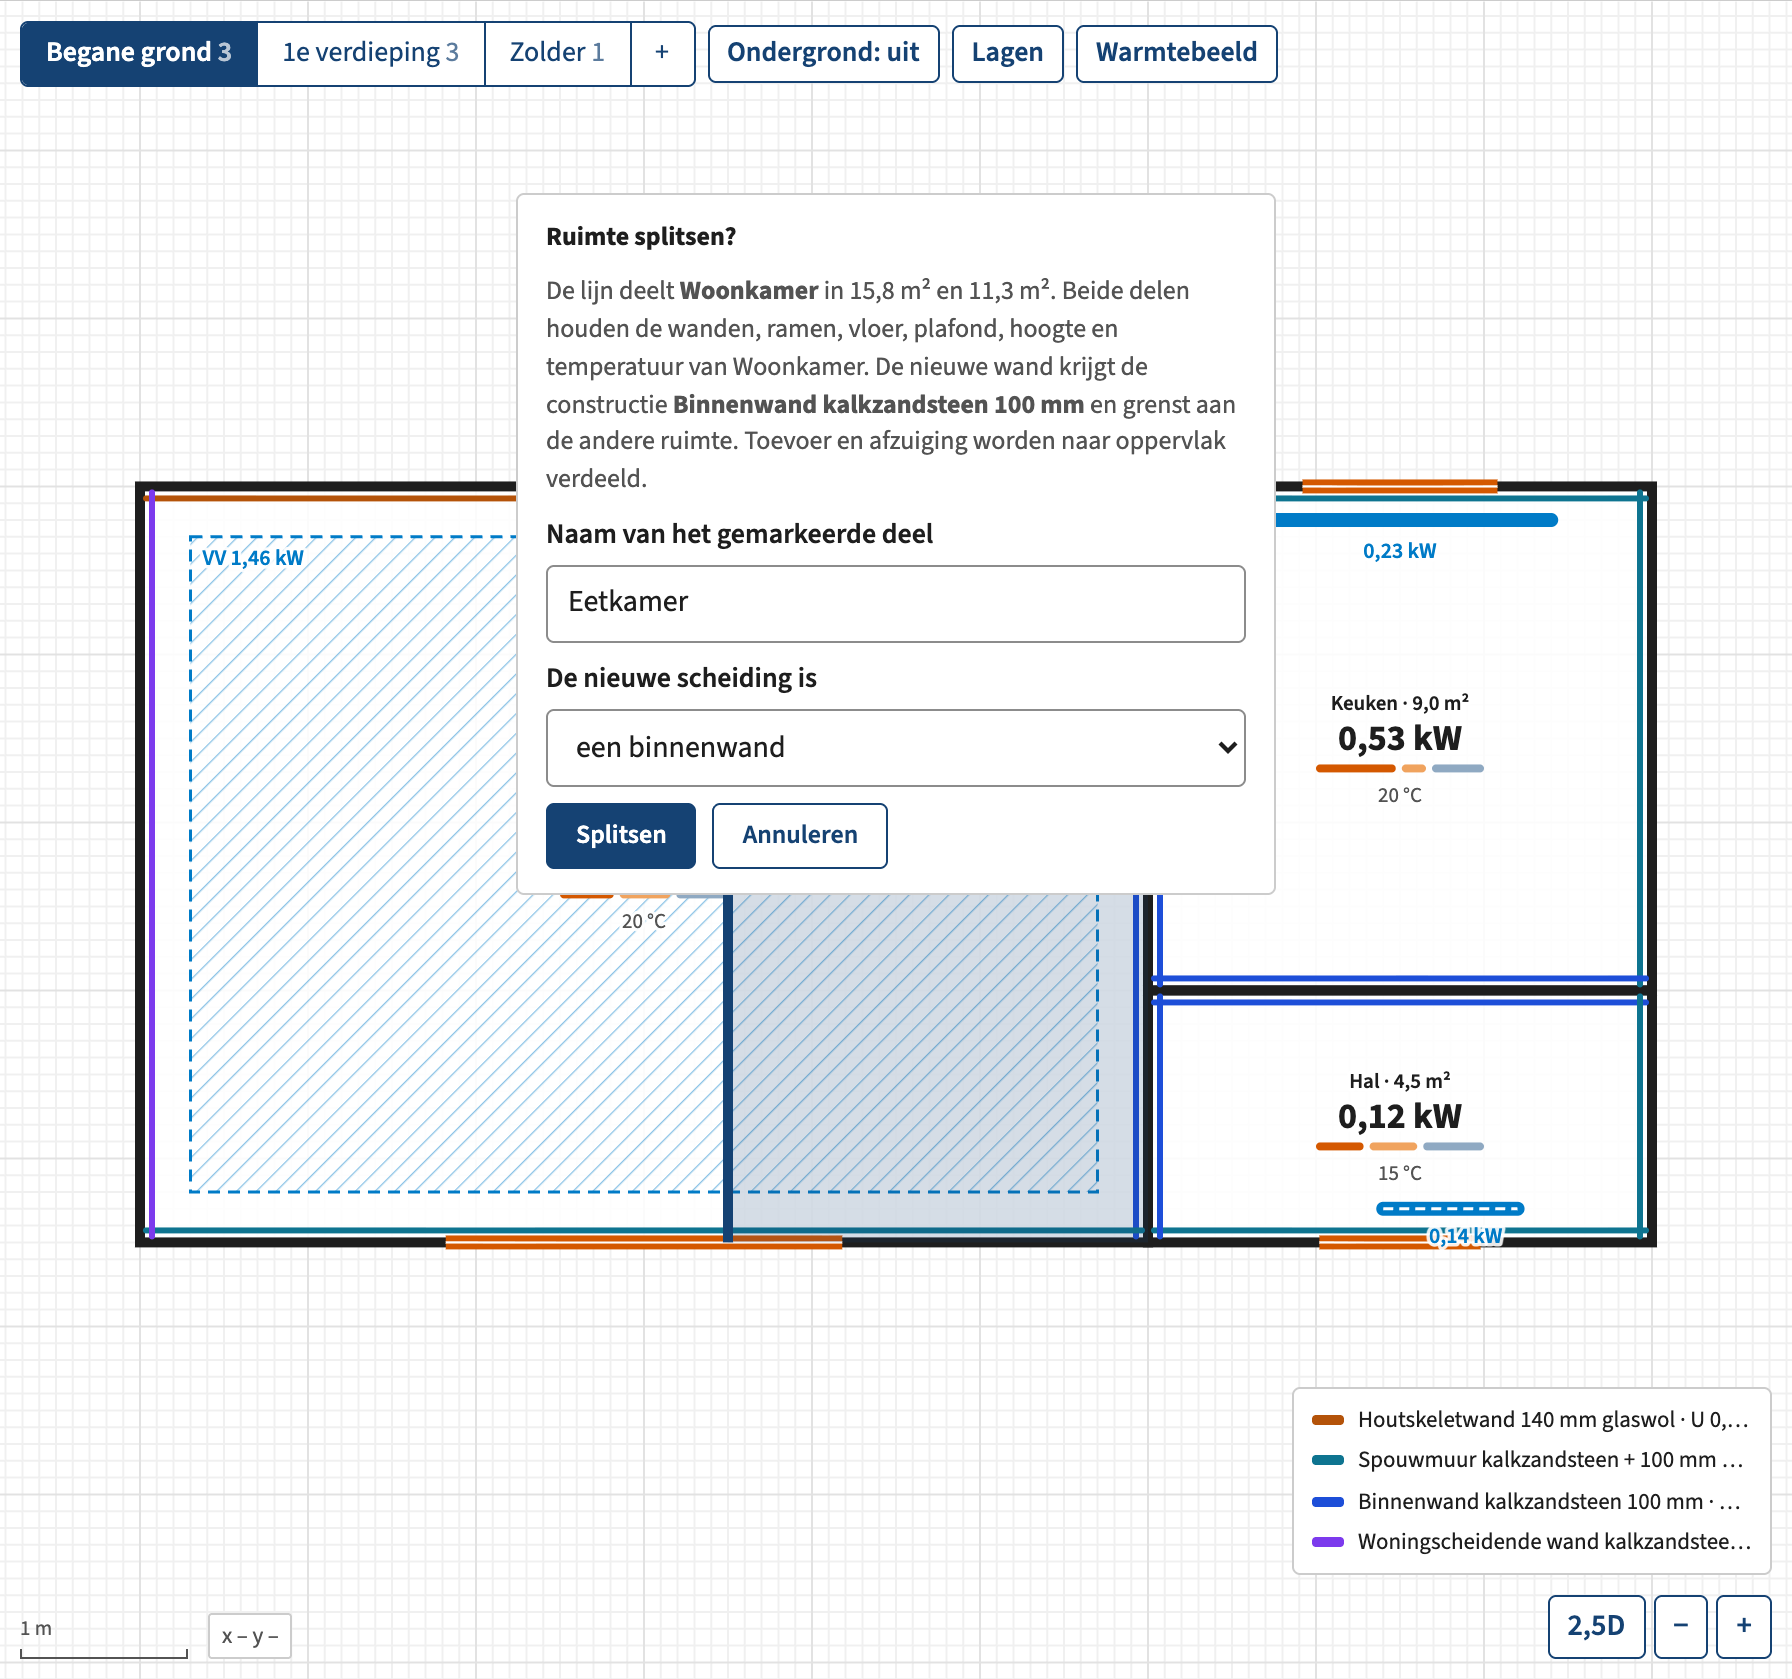 Begane grond 3
1e verdieping 3
Zolder 1
+
Ondergrond: uit
Lagen
Warmtebeeld
Ruimte splitsen?
De lijn deelt Woonkamer in 15,8 m² en 11,3 m². Beide delen
houden de wanden, ramen, vloer, plafond, hoogte en
temperatuur van Woonkamer. De nieuwe wand krijgt de
constructie Binnenwand kalkzandsteen 100 mm en grenst aan
de andere ruimte. Toevoer en afzuiging worden naar oppervlak
verdeeld.
Naam van het gemarkeerde deel
Eetkamer
De nieuwe scheiding is
een binnenwand
Splitsen
Annuleren
VV 1,46 kW
20 °C
0,23 kW
Keuken · 9,0 m²
0,53 kW
20 °C
Hal · 4,5 m²
0,12 kW
15 °C
0,14 kW
Houtskeletwand 140 mm glaswol · U 0,…
Spouwmuur kalkzandsteen + 100 mm …
Binnenwand kalkzandsteen 100 mm · …
Woningscheidende wand kalkzandstee…
1 m
x – y –
2,5D
−
+